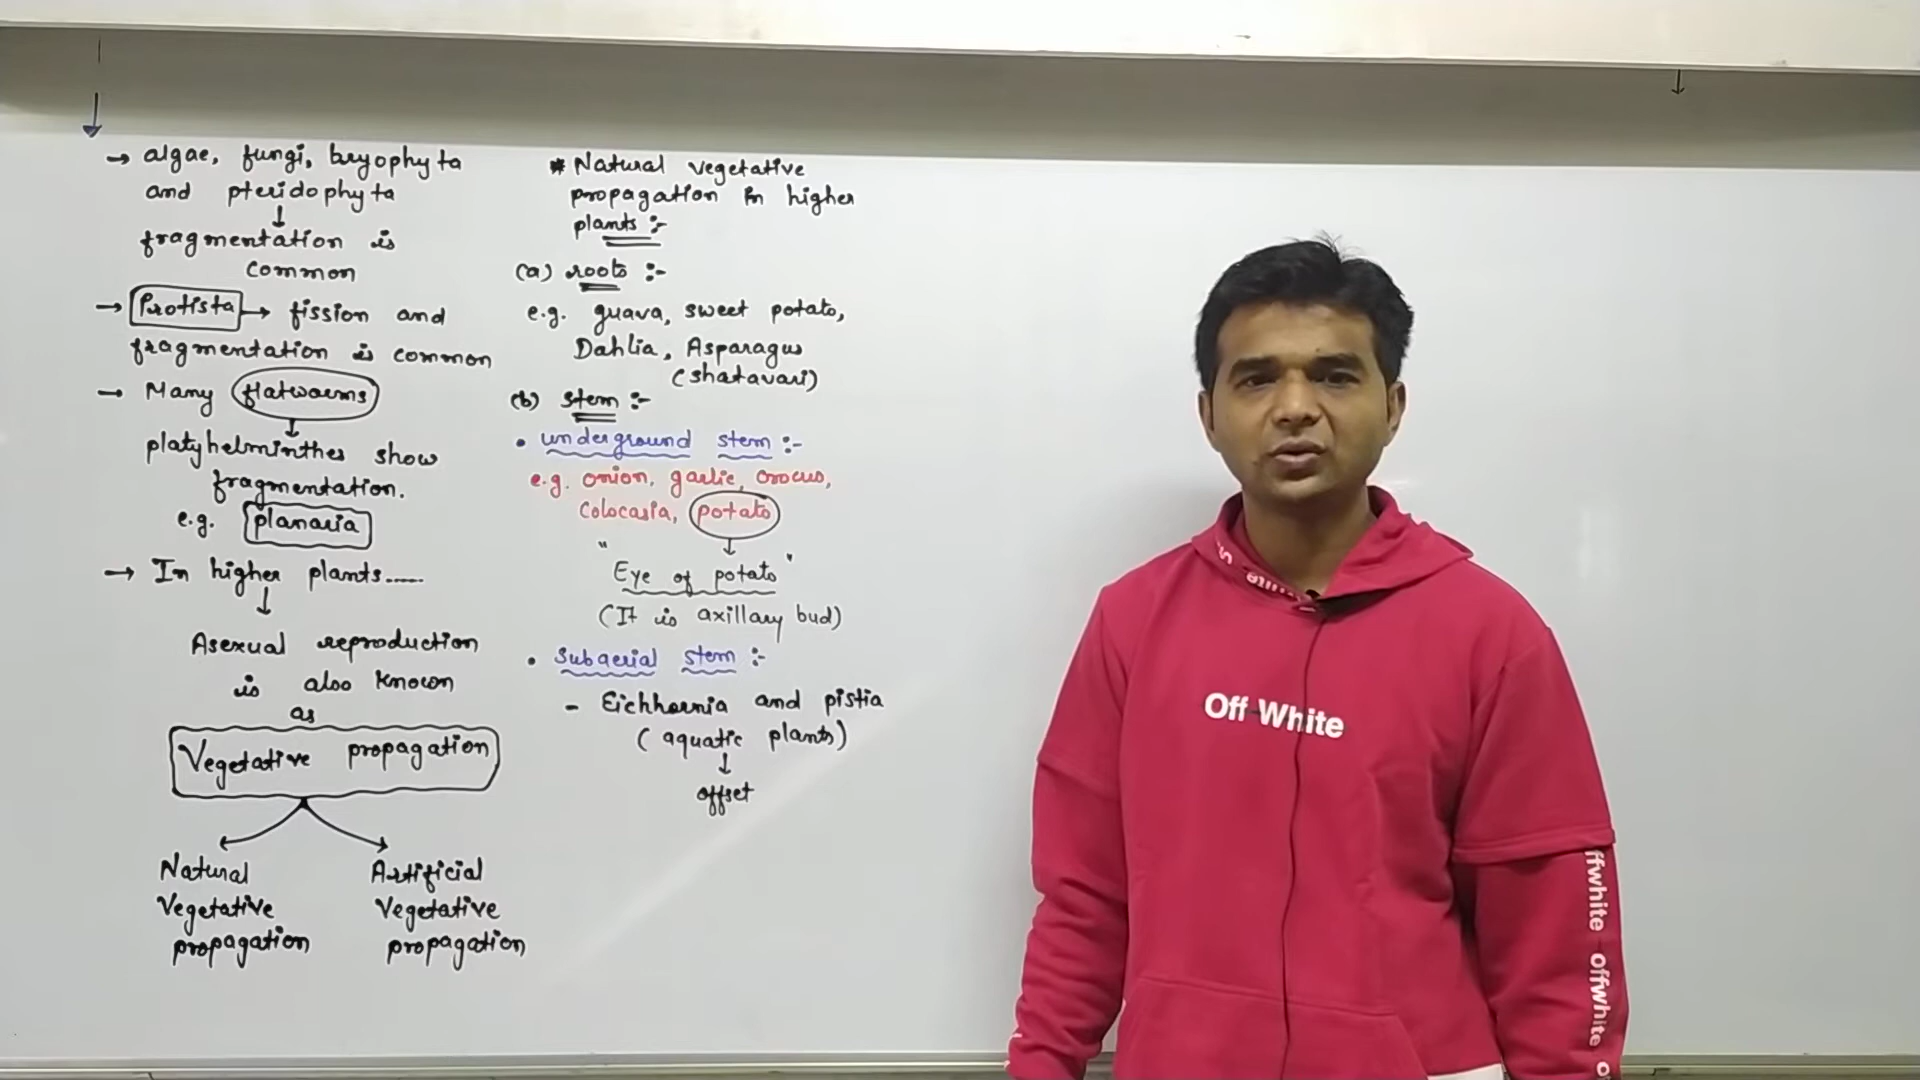 → algae, fungi, bryophyta
and pteridophyta
↓
fragmentation is
common
→ Protista → fission and
fragmentation is common
→ Many flatworms
↓
platyhelminthes show
fragmentation.
e.g. planaria
→ In higher plants......
↓
Asexual reproduction
is also known
as
Vegetative propagation
Natural
Vegetative
propagation
Artificial
Vegetative
propagation
* Natural vegetative
propagation in higher
plants :-
(a) roots :-
e.g. guava, sweet potato,
Dahlia, Asparagus
(shatavari)
(b) stem :-
• underground stem :-
e.g. onion, garlic, crocus,
Colocasia, potato
↓
"Eye of potato"
(It is axillary bud)
• Subaerial stem :-
- Eichhornia and pistia
(aquatic plants)
↓
offset
white
Off-White
ffwhite offwhite o